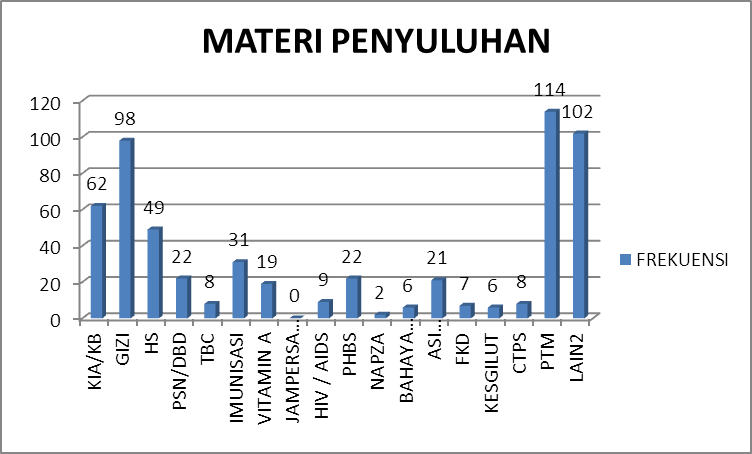 MATERI PENYULUHAN
120
100
80
60
40
20
0
62
98
49
22
8
31
19
0
9
22
2
6
21
7
6
8
114
102
KIA/KB
GIZI
HS
PSN/DBD
TBC
IMUNISASI
VITAMIN A
JAMPERSA...
HIV / AIDS
PHBS
NAPZA
BAHAYA...
ASI...
FKD
KESGILUT
CTPS
PTM
LAIN2
FREKUENSI